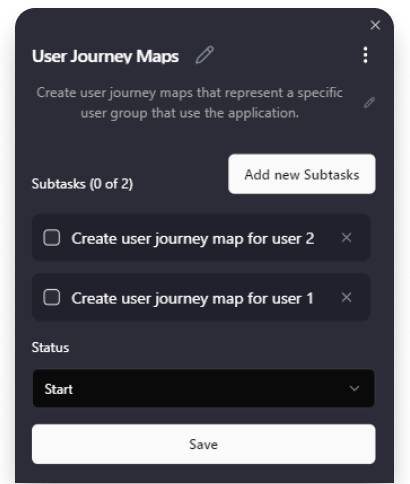 User Journey Maps
Create user journey maps that represent a specific
user group that use the application.
Subtasks (0 of 2)
Add new Subtasks
Create user journey map for user 2
Create user journey map for user 1
Status
Start
Save